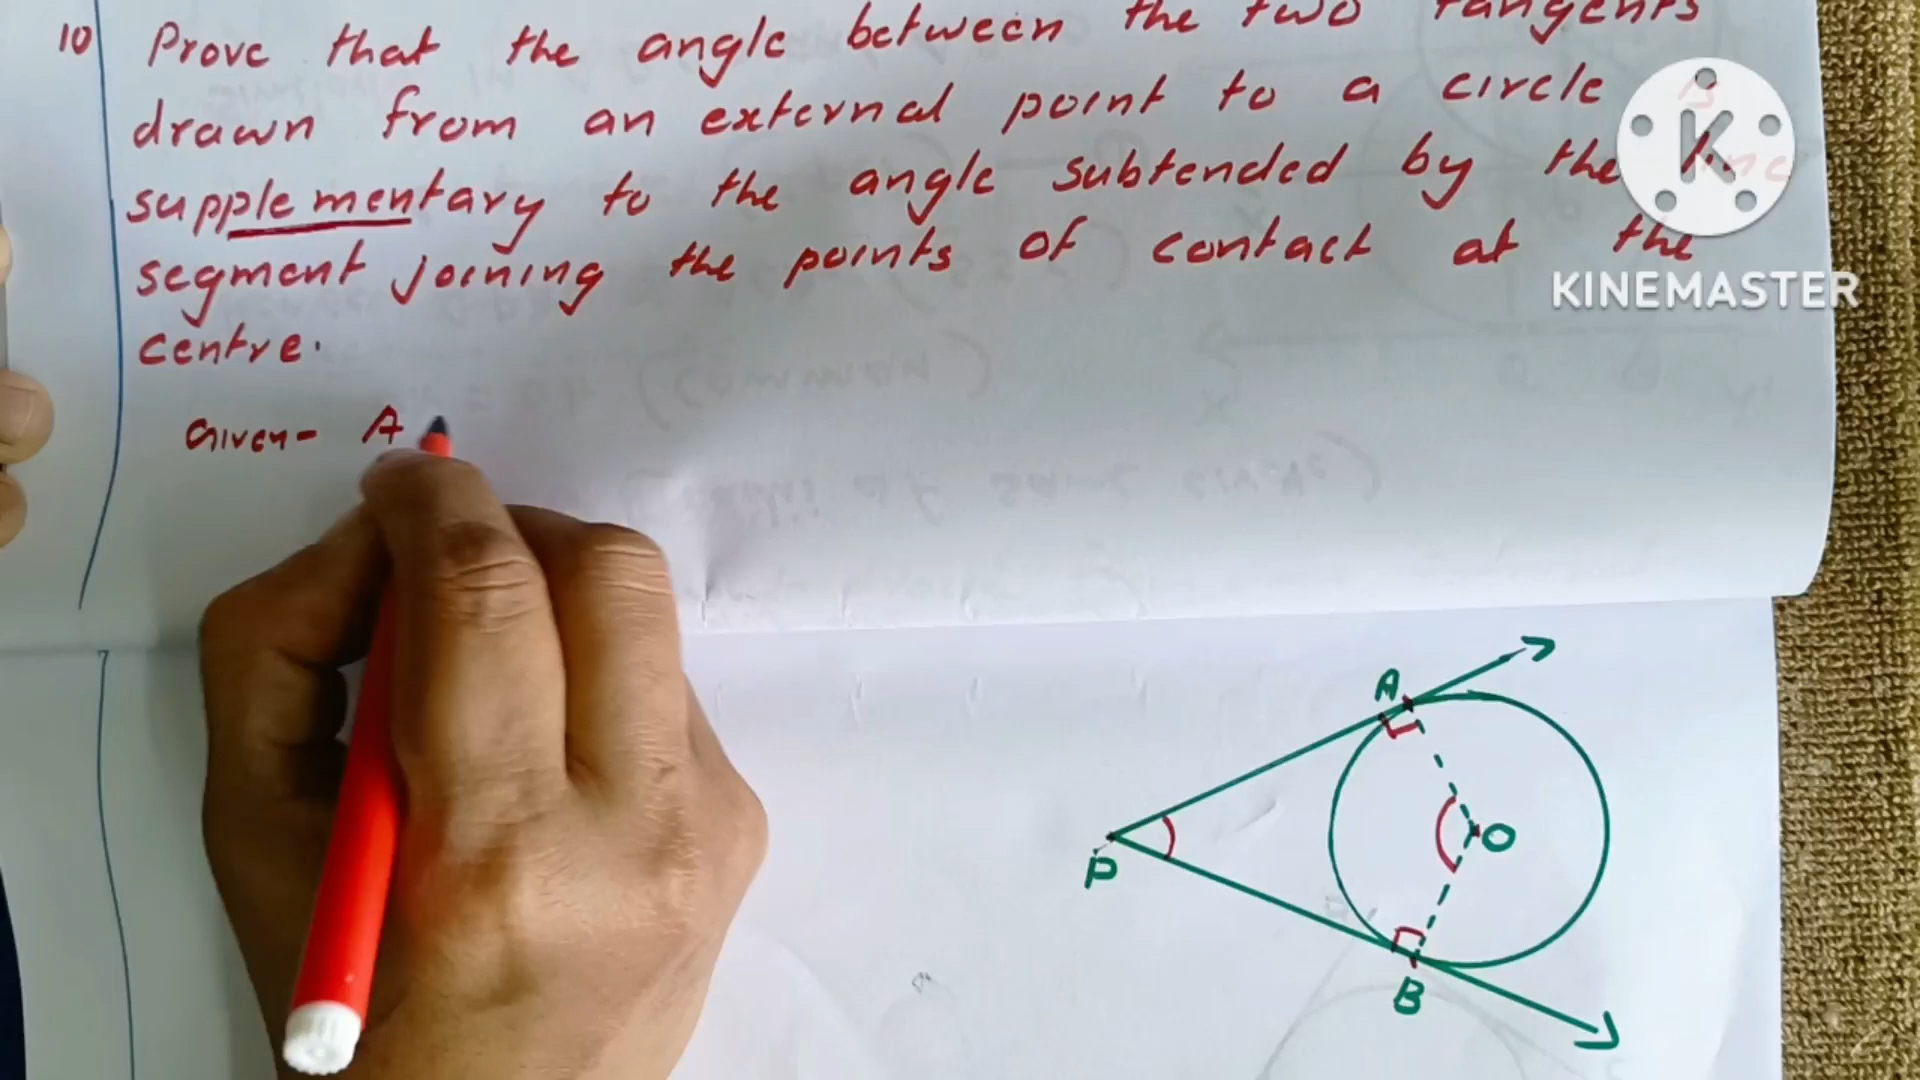 10 Prove that the angle between the two tangents
drawn from an external point to a circle is
supplementary to the angle subtended by the line
segment joining the points of contact at the
centre.
Given- A
K
KINEMASTER
A
O
P
B